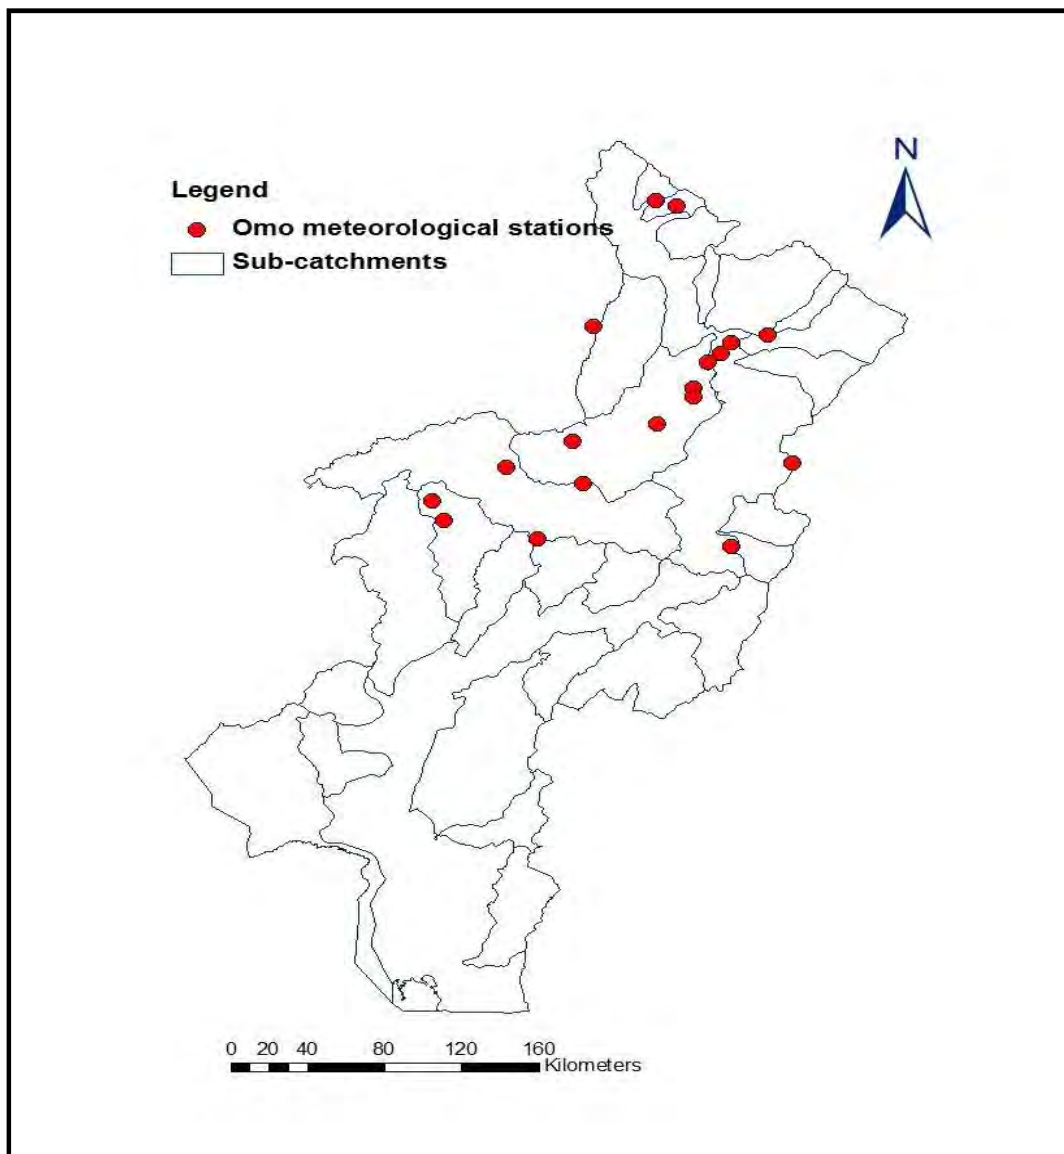 N
Legend
Omo meteorological stations
Sub-catchments
0 20 40 80 120 160
Kilometers